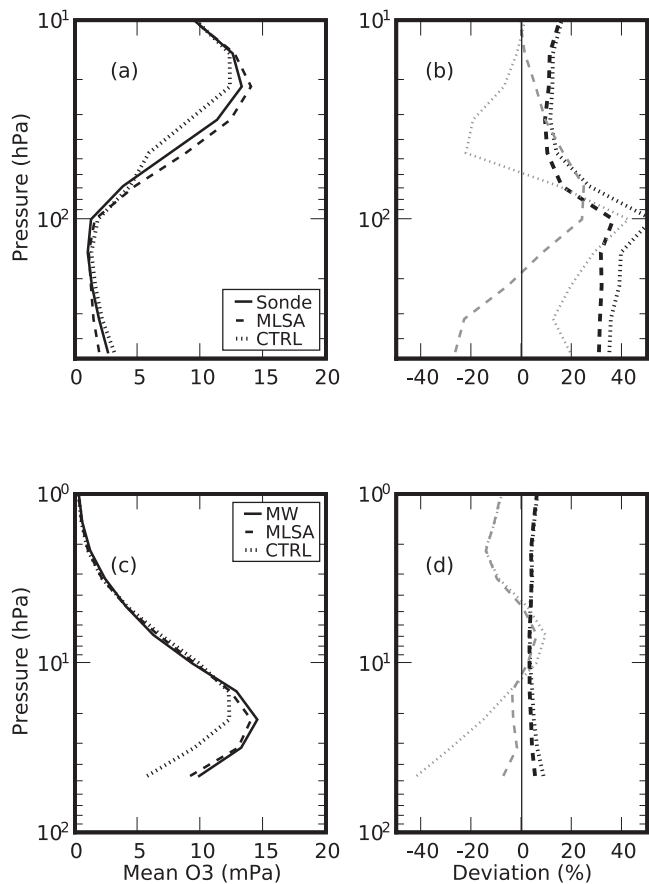 10¹
(a)
Pressure (hPa)
10²
Sonde
MLSA
CTRL
0 5 10 15 20
10¹
(b)
10²
-40 -20 0 20 40
10⁰
MW
MLSA
CTRL
(c)
Pressure (hPa)
10¹
10²
0 5 10 15 20
Mean O3 (mPa)
10⁰
(d)
10¹
10²
-40 -20 0 20 40
Deviation (%)